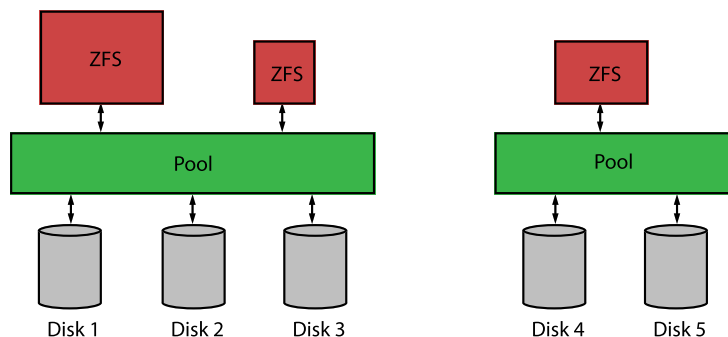 ZFS
ZFS
ZFS
Pool
Pool
Disk 1
Disk 2
Disk 3
Disk 4
Disk 5